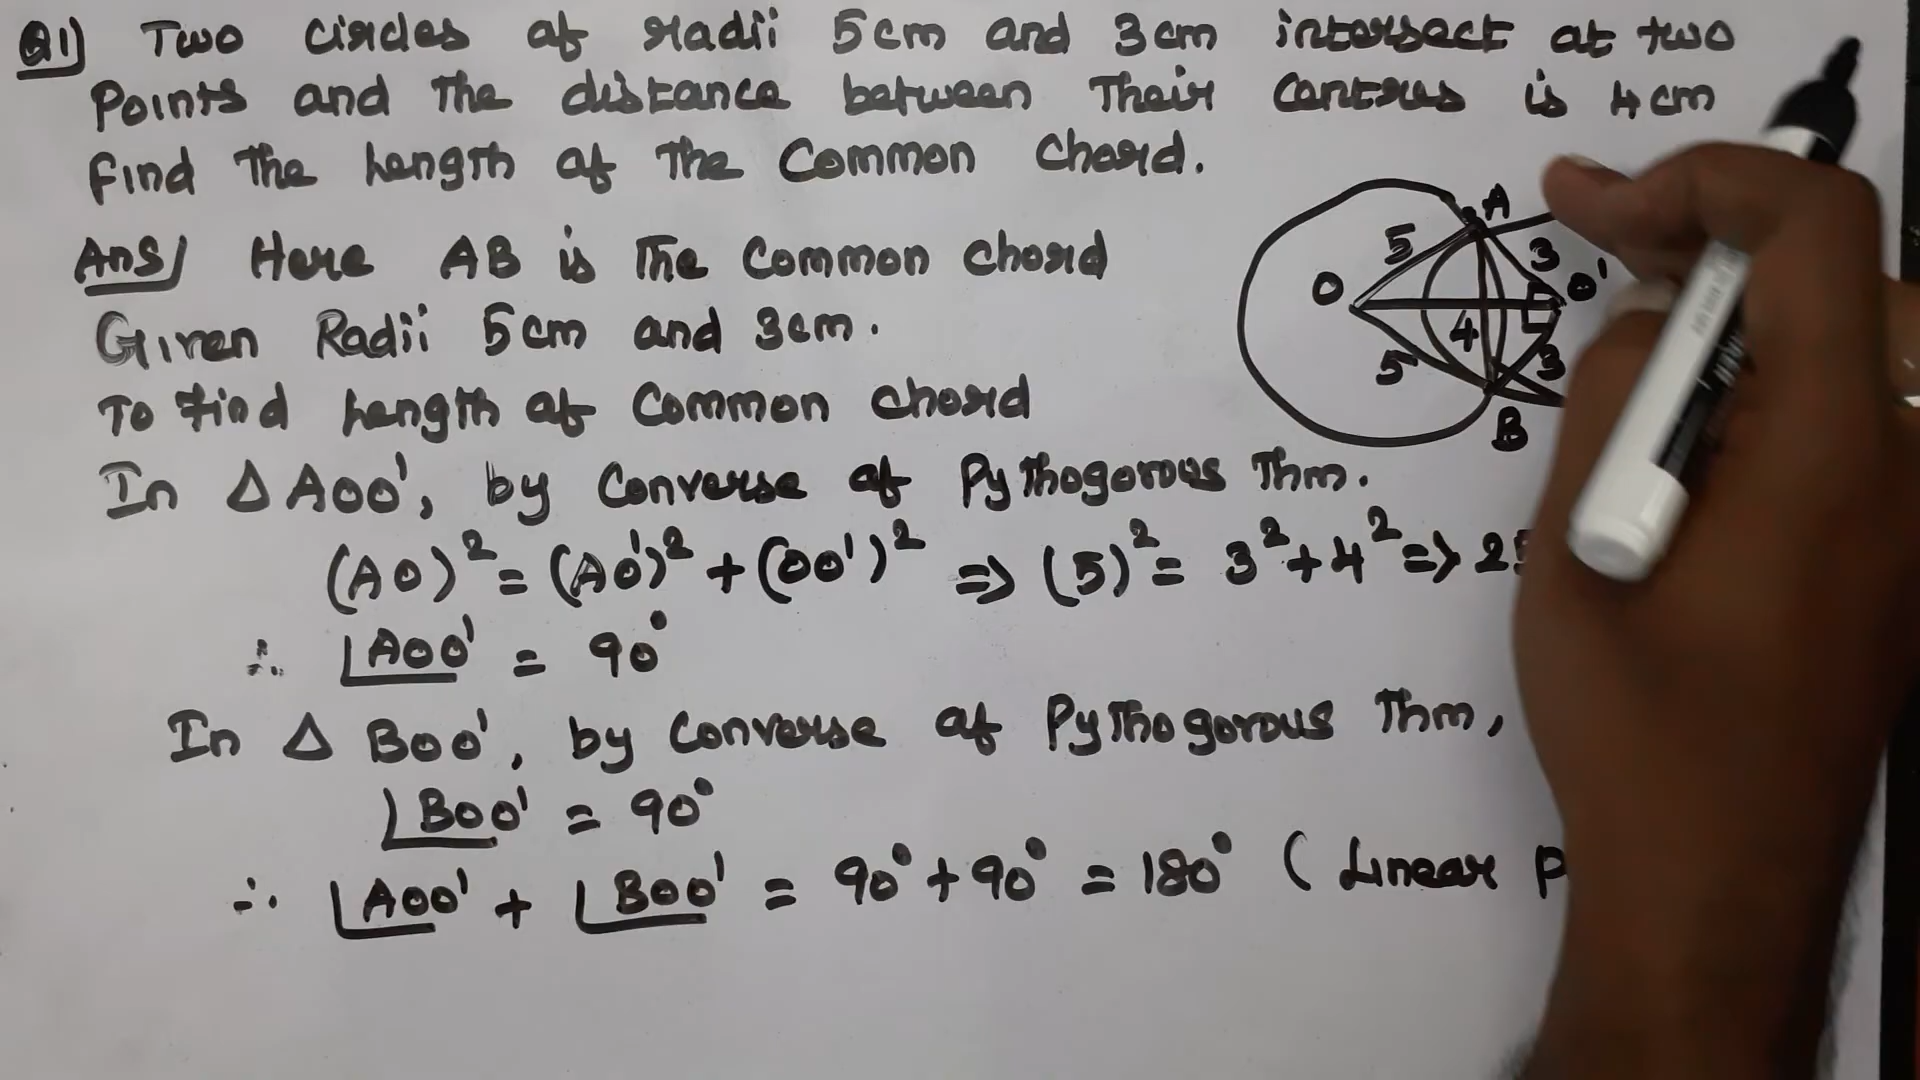 Q1) Two circles of radii 5cm and 3cm intersect at two
Points and the distance between Their Centres is 4cm
find the length of the Common chord.
Ans/ Here AB is the Common chord
Given Radii 5cm and 3cm.
To find length of Common chord
In ΔAOO', by Converse of Pythogorous Thm.
(AO)² = (AO')² + (OO')² => (5)² = 3² + 4² => 25
∴ ∠AOO' = 90°
In Δ BOO', by Converse of Pythogorous Thm,
∠BOO' = 90°
∴ ∠AOO' + ∠BOO' = 90° + 90° = 180° (Linear P
A
5
3
O
O'
4
5
3
B